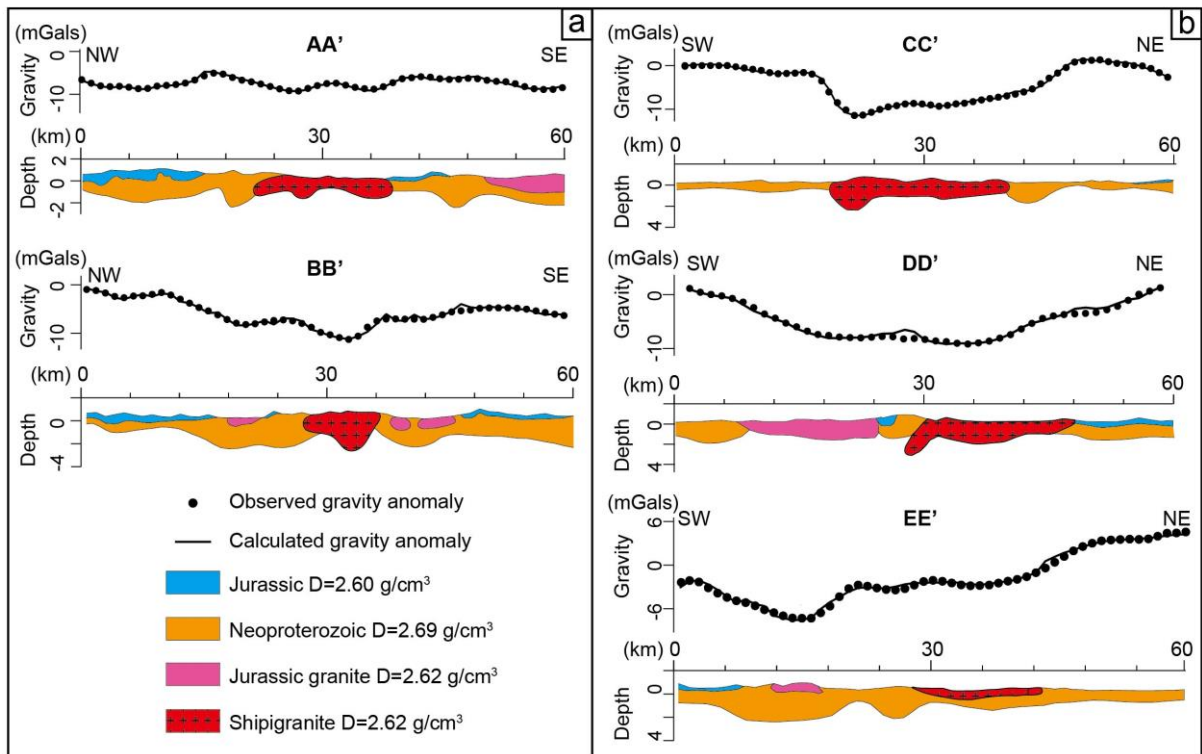 a
(mGals)
AA’
NW
SE
0
-10
Gravity
(km) 0 30 60
2
0
-2
Depth
(mGals)
BB’
NW
SE
0
-10
Gravity
(km) 0 30 60
0
-4
Depth
Observed gravity anomaly
Calculated gravity anomaly
Jurassic D=2.60 g/cm³
Neoproterozoic D=2.69 g/cm³
Jurassic granite D=2.62 g/cm³
Shipigranite D=2.62 g/cm³
b
(mGals)
CC’
SW
NE
0
-10
Gravity
(km) 0 30 60
0
4
Depth
(mGals)
DD’
SW
NE
0
-10
Gravity
(km) 0 30 60
0
4
Depth
(mGals)
EE’
SW
NE
6
0
-6
Gravity
(km) 0 30 60
0
4
Depth